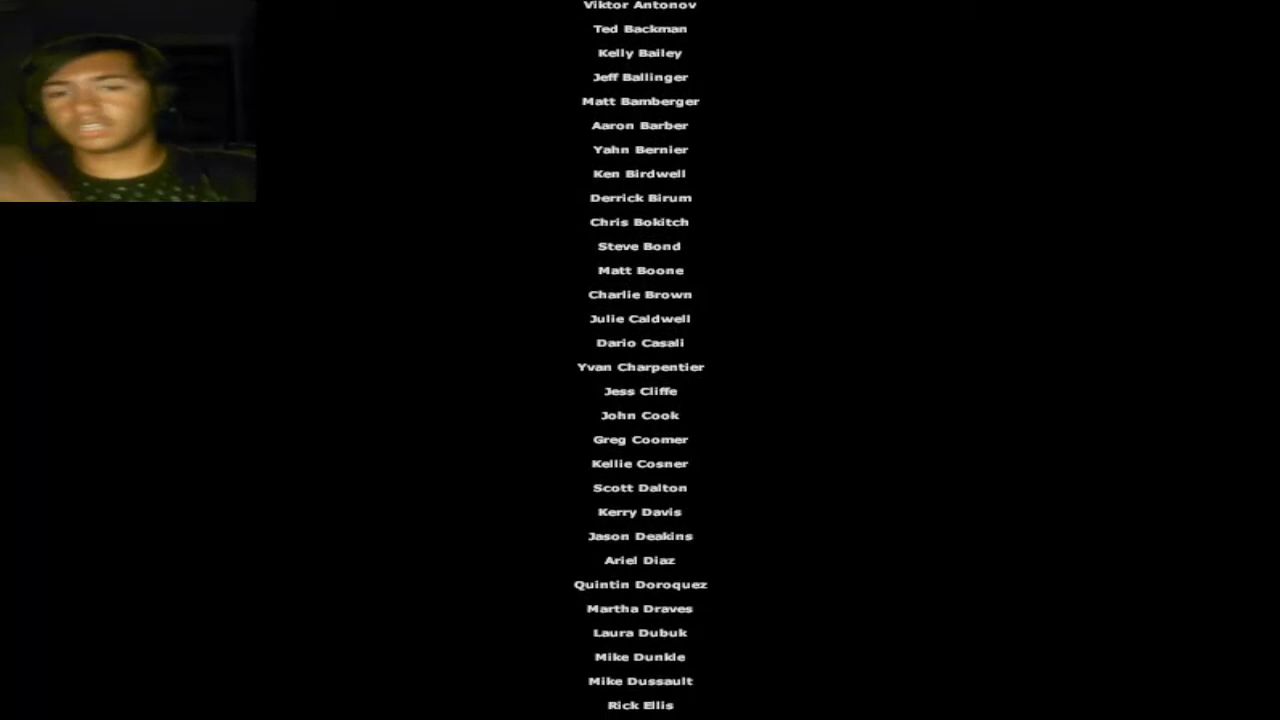 Viktor Antonov
Ted Backman
Kelly Bailey
Jeff Ballinger
Matt Bamberger
Aaron Barber
Yahn Bernier
Ken Birdwell
Derrick Birum
Chris Bokitch
Steve Bond
Matt Boone
Charlie Brown
Julie Caldwell
Dario Casali
Yvan Charpentier
Jess Cliffe
John Cook
Greg Coomer
Kellie Cosner
Scott Dalton
Kerry Davis
Jason Deakins
Ariel Diaz
Quintin Doroquez
Martha Draves
Laura Dubuk
Mike Dunkle
Mike Dussault
Rick Ellis